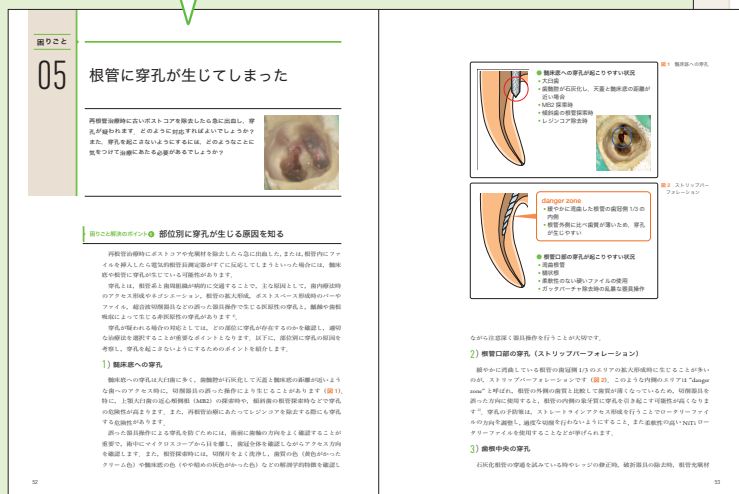 困りごと
05
根管に穿孔が生じてしまった
再根管治療時に古いポストコアを除去したら急に出血し，穿
孔が疑われます．どのように対応すればよいでしょうか？
また，穿孔を起こさないようにするには，どのようなことに
気をつけて治療にあたる必要があるでしょうか？
困りごと解決のポイント❶ 部位別に穿孔が生じる原因を知る
再根管治療時にポストコアや充填材を除去したら急に出血した，または，根管内にファ
イルを挿入したら電気的根管長測定器がすぐに反応してしまうといった場合には，髄床
底や根管に穿孔が生じている可能性があります．
穿孔とは，根管系と歯周組織が病的に交通することで，主な原因として，歯内療法時
のアクセス形成やネゴシエーション，根管の拡大形成，ポストスペース形成時のバーや
ファイル，超音波切削器具などの誤った器具操作で生じる医原性の穿孔と，齲蝕や歯根
吸収によって生じる非医原性の穿孔があります
穿孔が疑われる場合の対応としては，どの部位に穿孔が存在するのかを確認し，適切
な治療法を選択することが重要なポイントとなります．以下に，部位別に穿孔の原因を
考察し，穿孔を起こさないようにするためのポイントを紹介します．
1）髄床底への穿孔
髄床底への穿孔は大臼歯に多く，歯髄腔が石灰化して天蓋と髄床底の距離が近いよう
な歯へのアクセス時に，切削器具の誤った操作により生じることがあります（図1）．
特に，上顎大臼歯の近心頬側根（MB2）の探索時や，傾斜歯の根管探索時などで穿孔
の危険性が高まります．また，再根管治療にあたってレジンコアを除去する際にも穿孔
する危険性があります．
誤った器具操作による穿孔を防ぐためには，術前に歯軸の方向をよく確認することが
重要で，術中にマイクロスコープから目を離し，歯冠全体を確認しながらアクセス方向
を確認します．また，根管探索時には，切削片をよく洗浄し，歯質の色（黄色がかった
クリーム色）や髄床底の色（やや暗めの灰色がかった色）などの解剖学的特徴を確認し
52
図1 髄床底への穿孔
●髄床底への穿孔が起こりやすい状況
・大臼歯
・歯髄腔が石灰化し，天蓋と髄床底の距離が
近い場合
・MB2 探索時
・傾斜歯の根管探索時
・レジンコア除去時
図2 ストリップパー
フォレーション
danger zone
・緩やかに湾曲した根管の歯冠側 1/3 の
内側
・根管外側に比べ歯質が薄いため，穿孔
が生じやすい
●根管口部の穿孔が起こりやすい状況
・湾曲根管
・樋状根
・柔軟性のない硬いファイルの使用
・ガッタパーチャ除去時の乱暴な器具操作
ながら注意深く器具操作を行うことが大切です．
2）根管口部の穿孔（ストリップパーフォレーション）
緩やかに湾曲している根管の歯冠側 1/3 のエリアの拡大形成時に生じることが多い
のが，ストリップパーフォレーションです（図2）．このような内側のエリアは“danger
zone”と呼ばれ，根管の外側の歯質と比較して歯質が薄くなっているため，切削器具を
誤った方向に使用すると，根管の内側の象牙質に穿孔を引き起こす可能性が高くなりま
す．穿孔の予防策は，ストレートラインアクセス形成を行うことでロータリーファイ
ルの方向を調整し，過度な切削を行わないようにすること，また柔軟性の高い NiTi ロー
タリーファイルを使用することなどが挙げられます．
3）歯根中央の穿孔
石灰化根管の穿通を試みている時やレッジの修正時，破折器具の除去時，根管充填材
53